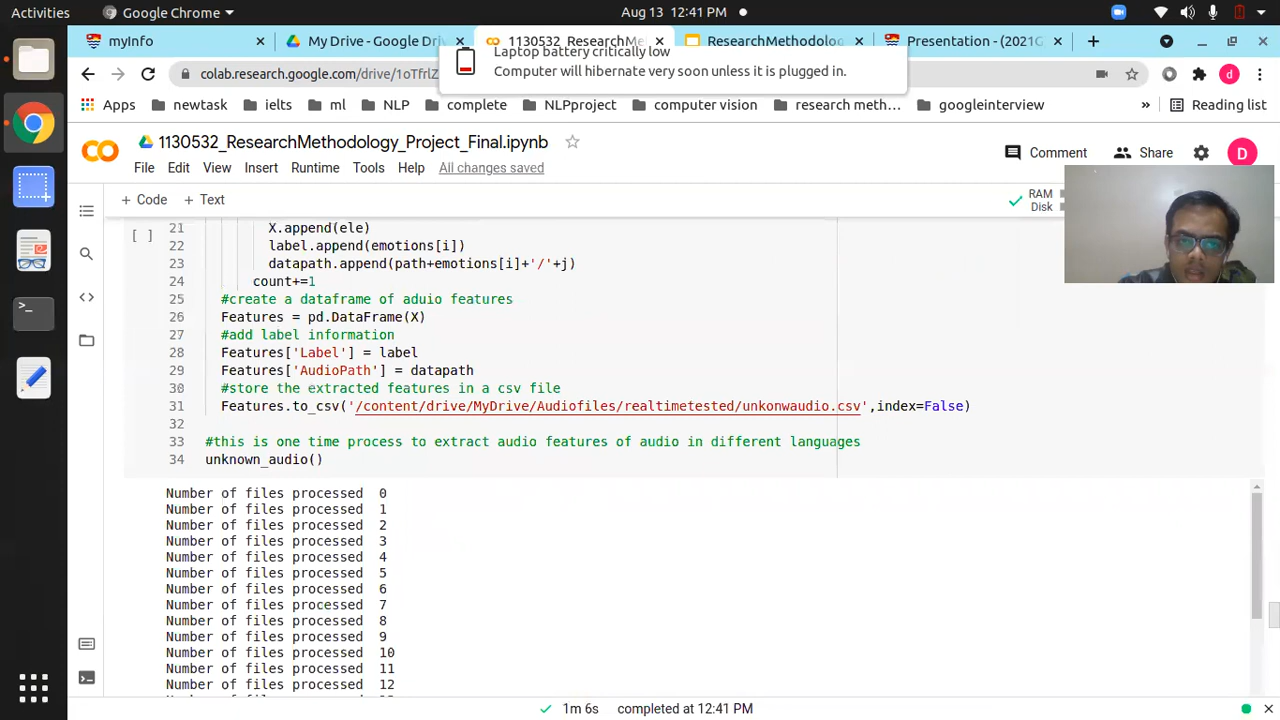 Activities
Google Chrome
Aug 13 12:41 PM
myInfo
My Drive - Google Dri
1130532_ResearchMe
ResearchMethodolog
Presentation - (2021G
Laptop battery critically low
Computer will hibernate very soon unless it is plugged in.
colab.research.google.com/drive/1oTfrlZ
Apps
newtask
ielts
ml
NLP
complete
NLPproject
computer vision
research meth...
googleinterview
»
Reading list
1130532_ResearchMethodology_Project_Final.ipynb
Comment
Share
D
File
Edit
View
Insert
Runtime
Tools
Help
All changes saved
+ Code
+ Text
RAM
Disk
21 X.append(ele)
[ ]
22 label.append(emotions[i])
23 datapath.append(path+emotions[i]+'/'+j)
24 count+=1
25 #create a dataframe of aduio features
26 Features = pd.DataFrame(X)
27 #add label information
28 Features['Label'] = label
29 Features['AudioPath'] = datapath
30 #store the extracted features in a csv file
31 Features.to_csv('/content/drive/MyDrive/Audiofiles/realtimetested/unkonwaudio.csv',index=False)
32
33 #this is one time process to extract audio features of audio in different languages
34 unknown_audio()
Number of files processed 0
Number of files processed 1
Number of files processed 2
Number of files processed 3
Number of files processed 4
Number of files processed 5
Number of files processed 6
Number of files processed 7
Number of files processed 8
Number of files processed 9
Number of files processed 10
Number of files processed 11
Number of files processed 12
1m 6s completed at 12:41 PM